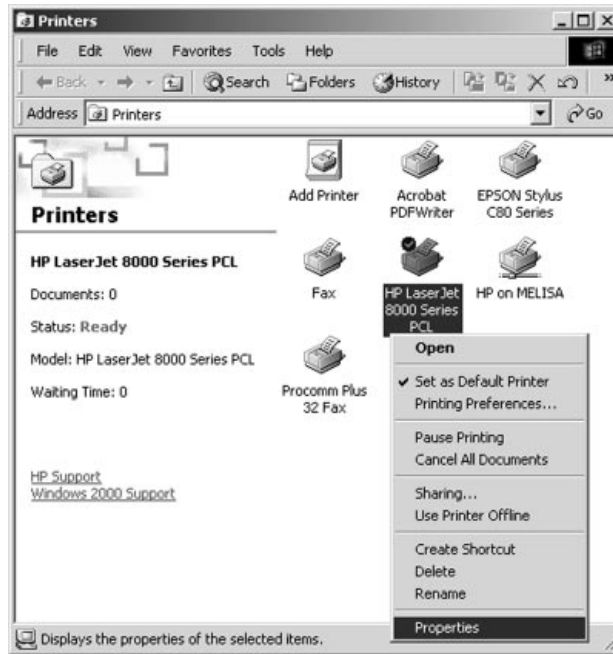 Printers
File Edit View Favorites Tools Help
Back Search Folders History »
Address Printers Go
Printers
HP LaserJet 8000 Series PCL
Documents: 0
Status: Ready
Model: HP LaserJet 8000 Series PCL
Waiting Time: 0
HP Support
Windows 2000 Support
Add Printer
Acrobat
PDFWriter
EPSON Stylus
C80 Series
Fax
HP LaserJet
8000 Series
PCL
HP on MELISA
Procomm Plus
32 Fax
Open
Set as Default Printer
Printing Preferences...
Pause Printing
Cancel All Documents
Sharing...
Use Printer Offline
Create Shortcut
Delete
Rename
Properties
Displays the properties of the selected items.